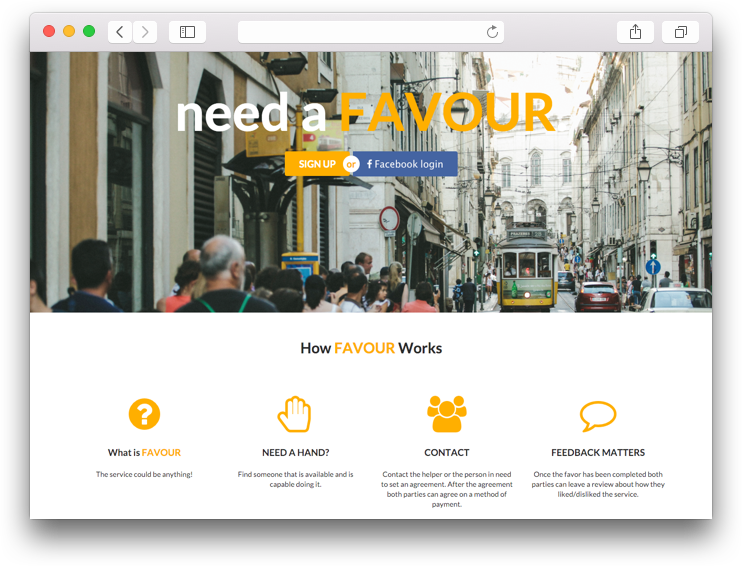 need a FAVOUR
SIGN UP or f Facebook login
How FAVOUR Works
?
What is FAVOUR
The service could be anything!
NEED A HAND?
Find someone that is available and is
capable doing it.
CONTACT
Contact the helper or the person in need
to set an agreement. After the agreement
both parties can agree on a method of
payment.
FEEDBACK MATTERS
Once the favor has been completed both
parties can leave a review about how they
liked/disliked the service.